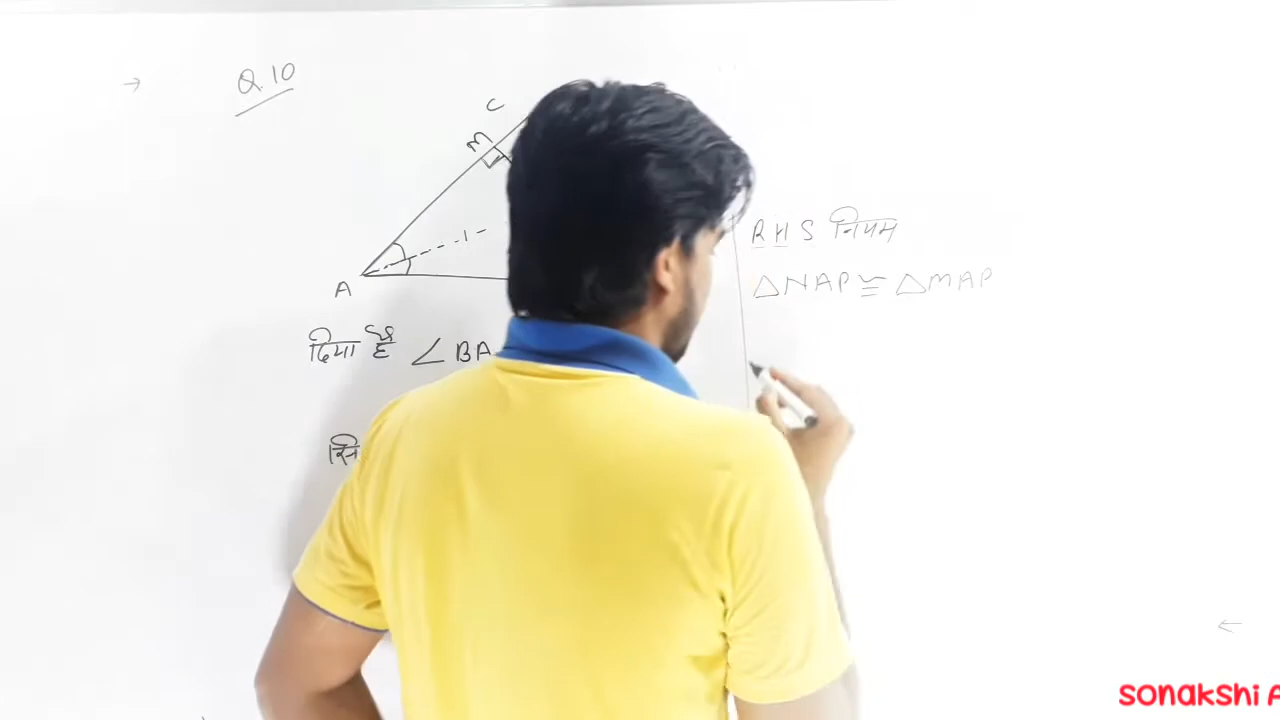 Q.10
C
M
A
दिया है ∠BA
सि
RHS नियम
△NAP ≅ △MAP
sonakshi